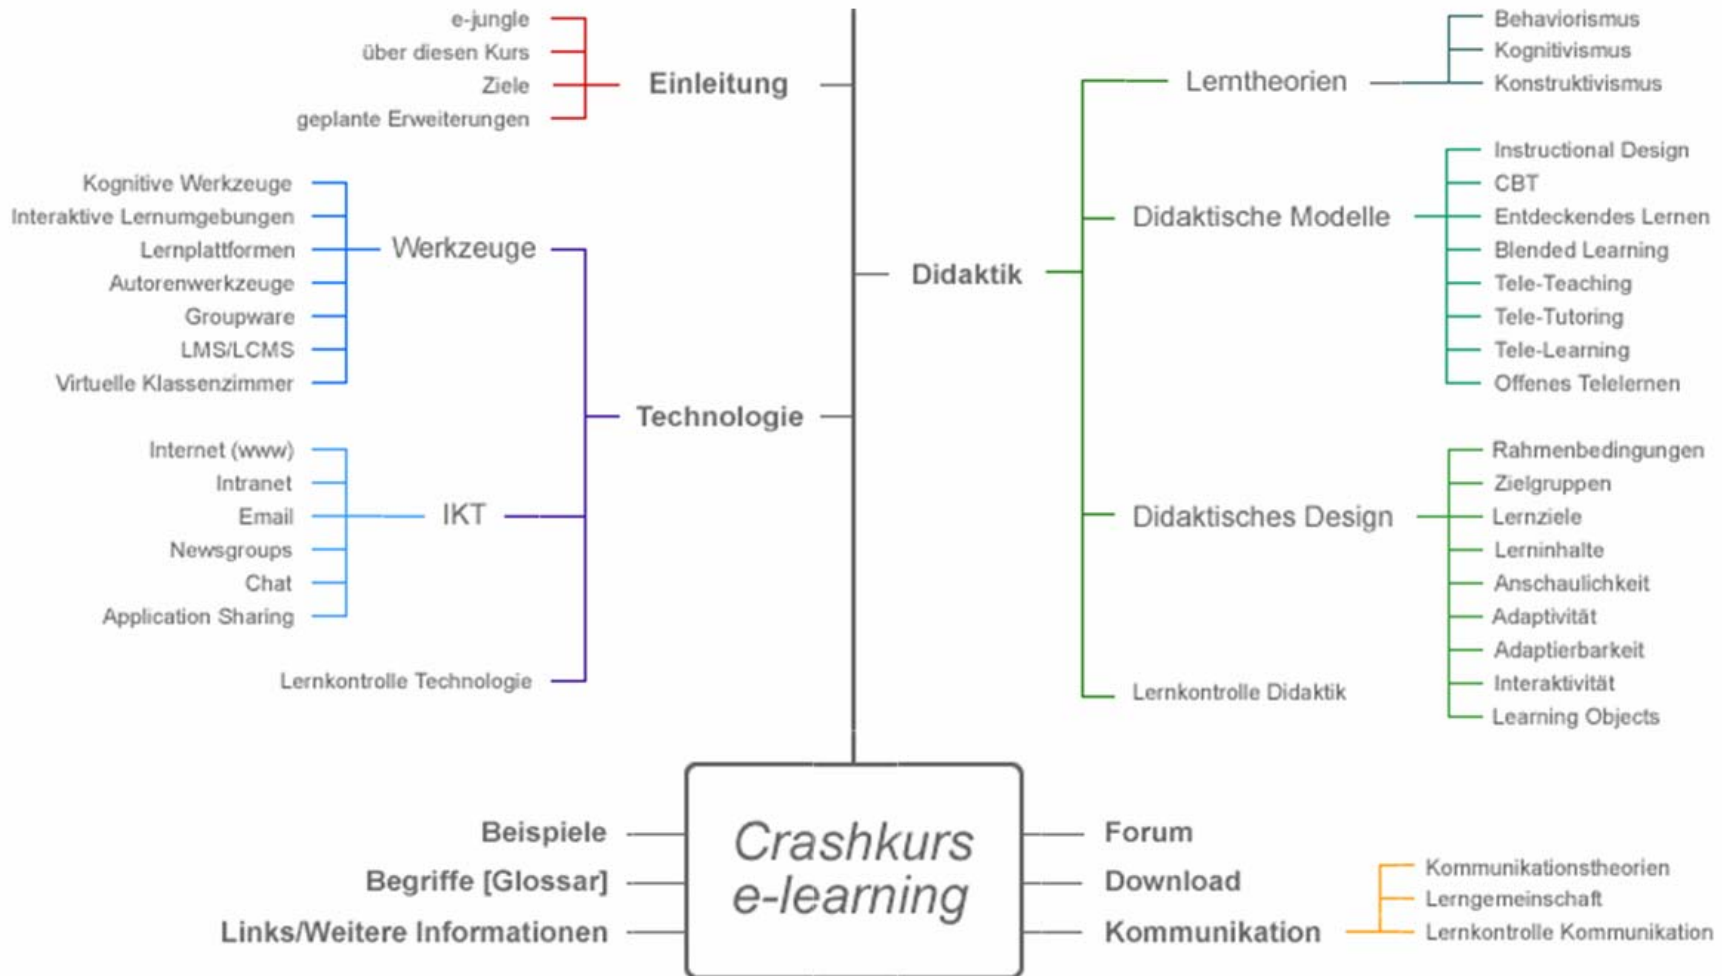 e-jungle
über diesen Kurs
Ziele
geplante Erweiterungen
Einleitung
Kognitive Werkzeuge
Interaktive Lernumgebungen
Lernplattformen
Autorenwerkzeuge
Groupware
LMS/LCMS
Virtuelle Klassenzimmer
Werkzeuge
Internet (www)
Intranet
Email
Newsgroups
Chat
Application Sharing
IKT
Lernkontrolle Technologie
Technologie
Didaktik
Lerntheorien
Behaviorismus
Kognitivismus
Konstruktivismus
Didaktische Modelle
Instructional Design
CBT
Entdeckendes Lernen
Blended Learning
Tele-Teaching
Tele-Tutoring
Tele-Learning
Offenes Telelernen
Didaktisches Design
Rahmenbedingungen
Zielgruppen
Lernziele
Lerninhalte
Anschaulichkeit
Adaptivität
Adaptierbarkeit
Interaktivität
Learning Objects
Lernkontrolle Didaktik
Beispiele
Begriffe [Glossar]
Links/Weitere Informationen
Crashkurs
e-learning
Forum
Download
Kommunikation
Kommunikationstheorien
Lerngemeinschaft
Lernkontrolle Kommunikation